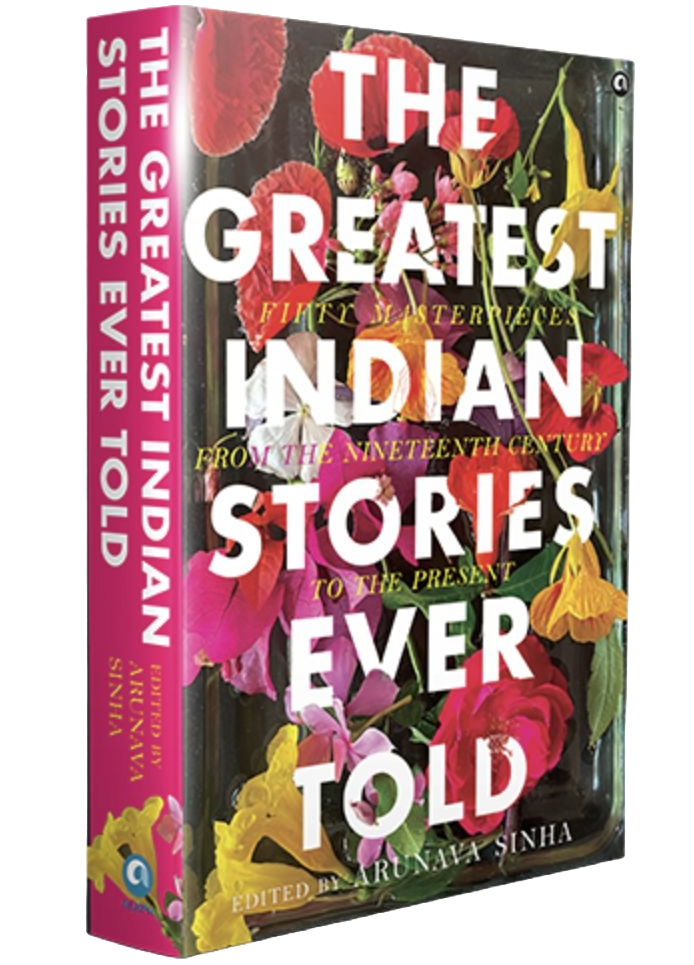 THE GREATEST INDIAN
STORIES EVER TOLD
EDITED BY
ARUNAVA
SINHA
THE
GREATEST
FIFTY MASTERPIECES
INDIAN
FROM THE NINETEENTH CENTURY
STORIES
TO THE PRESENT
EVER
TOLD
EDITED BY ARUNAVA SINHA